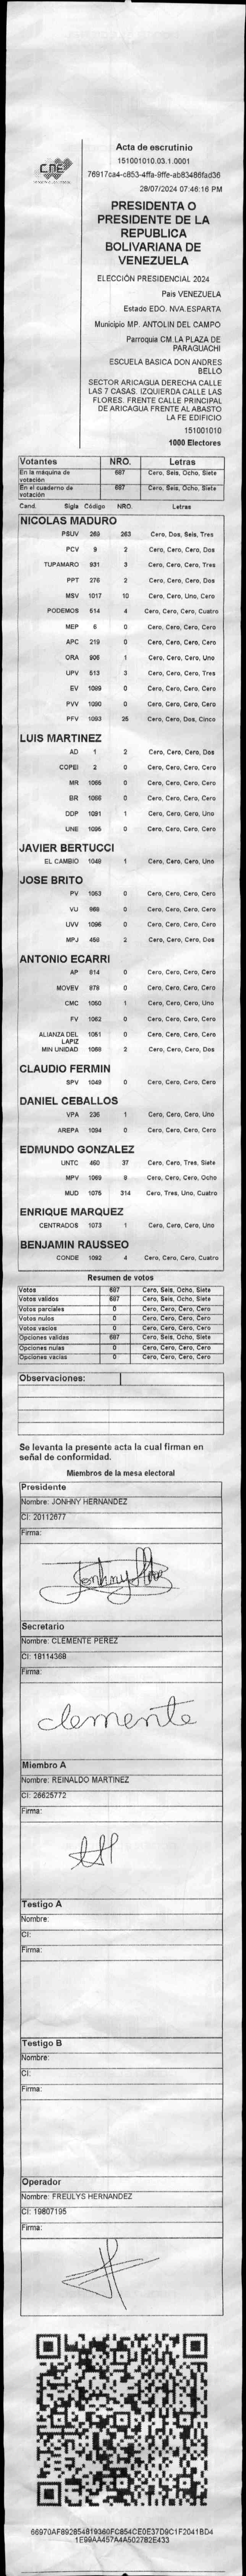 CNE
Acta de escrutinio
151001010.03.1.0001
76917ca4-c853-4ffa-9ffe-ab83486fad36
28/07/2024 07:46:16 PM
PRESIDENTA O
PRESIDENTE DE LA
REPUBLICA
BOLIVARIANA DE
VENEZUELA
ELECCIÓN PRESIDENCIAL 2024
Pais VENEZUELA
Estado EDO. NVA.ESPARTA
Municipio MP. ANTOLIN DEL CAMPO
Parroquia CM.LA PLAZA DE
PARAGUACHI
ESCUELA BASICA DON ANDRES
BELLO
SECTOR ARICAGUA DERECHA CALLE
LAS 7 CASAS. IZQUIERDA CALLE LAS
FLORES. FRENTE CALLE PRINCIPAL
DE ARICAGUA FRENTE AL ABASTO
LA FE EDIFICIO
151001010
1000 Electores
Votantes NRO. Letras
En la máquina de votación 687 Cero, Seis, Ocho, Siete
En el cuaderno de votación 687 Cero, Seis, Ocho, Siete
Cand. Sigla Código NRO. Letras
NICOLAS MADURO
PSUV 269 263 Cero, Dos, Seis, Tres
PCV 9 2 Cero, Cero, Cero, Dos
TUPAMARO 931 3 Cero, Cero, Cero, Tres
PPT 276 2 Cero, Cero, Cero, Dos
MSV 1017 10 Cero, Cero, Uno, Cero
PODEMOS 514 4 Cero, Cero, Cero, Cuatro
MEP 6 0 Cero, Cero, Cero, Cero
APC 219 0 Cero, Cero, Cero, Cero
ORA 906 1 Cero, Cero, Cero, Uno
UPV 513 3 Cero, Cero, Cero, Tres
EV 1089 0 Cero, Cero, Cero, Cero
PVV 1090 0 Cero, Cero, Cero, Cero
PFV 1093 25 Cero, Cero, Dos, Cinco
LUIS MARTINEZ
AD 1 2 Cero, Cero, Cero, Dos
COPEI 2 0 Cero, Cero, Cero, Cero
MR 1065 0 Cero, Cero, Cero, Cero
BR 1066 0 Cero, Cero, Cero, Cero
DDP 1091 1 Cero, Cero, Cero, Uno
UNE 1095 0 Cero, Cero, Cero, Cero
JAVIER BERTUCCI
EL CAMBIO 1048 1 Cero, Cero, Cero, Uno
JOSE BRITO
PV 1063 0 Cero, Cero, Cero, Cero
VU 968 0 Cero, Cero, Cero, Cero
UVV 1096 0 Cero, Cero, Cero, Cero
MPJ 458 2 Cero, Cero, Cero, Dos
ANTONIO ECARRI
AP 914 0 Cero, Cero, Cero, Cero
MOVEV 878 0 Cero, Cero, Cero, Cero
CMC 1050 1 Cero, Cero, Cero, Uno
FV 1062 0 Cero, Cero, Cero, Cero
ALIANZA DEL LAPIZ 1051 0 Cero, Cero, Cero, Cero
MIN UNIDAD 1068 2 Cero, Cero, Cero, Dos
CLAUDIO FERMIN
SPV 1049 0 Cero, Cero, Cero, Cero
DANIEL CEBALLOS
VPA 236 1 Cero, Cero, Cero, Uno
AREPA 1094 0 Cero, Cero, Cero, Cero
EDMUNDO GONZALEZ
UNTC 460 37 Cero, Cero, Tres, Siete
MPV 1069 8 Cero, Cero, Cero, Ocho
MUD 1075 314 Cero, Tres, Uno, Cuatro
ENRIQUE MARQUEZ
CENTRADOS 1073 1 Cero, Cero, Cero, Uno
BENJAMIN RAUSSEO
CONDE 1092 4 Cero, Cero, Cero, Cuatro
Resumen de votos
Votos 687 Cero, Seis, Ocho, Siete
Votos validos 687 Cero, Seis, Ocho, Siete
Votos parciales 0 Cero, Cero, Cero, Cero
Votos nulos 0 Cero, Cero, Cero, Cero
Votos vacios 0 Cero, Cero, Cero, Cero
Opciones validas 687 Cero, Seis, Ocho, Siete
Opciones nulas 0 Cero, Cero, Cero, Cero
Opciones vacias 0 Cero, Cero, Cero, Cero
Observaciones:
Se levanta la presente acta la cual firman en
señal de conformidad.
Miembros de la mesa electoral
Presidente
Nombre: JONHNY HERNANDEZ
CI: 20112677
Firma:
Secretario
Nombre: CLEMENTE PEREZ
CI: 18114368
Firma:
clemente
Miembro A
Nombre: REINALDO MARTINEZ
CI: 26625772
Firma:
Testigo A
Nombre:
CI:
Firma:
Testigo B
Nombre:
CI:
Firma:
Operador
Nombre: FREULYS HERNANDEZ
CI: 19807195
Firma:
66970AF892854819360FC854CE0E37D9C1F2041BD4
1E99AA457A4A502782E433